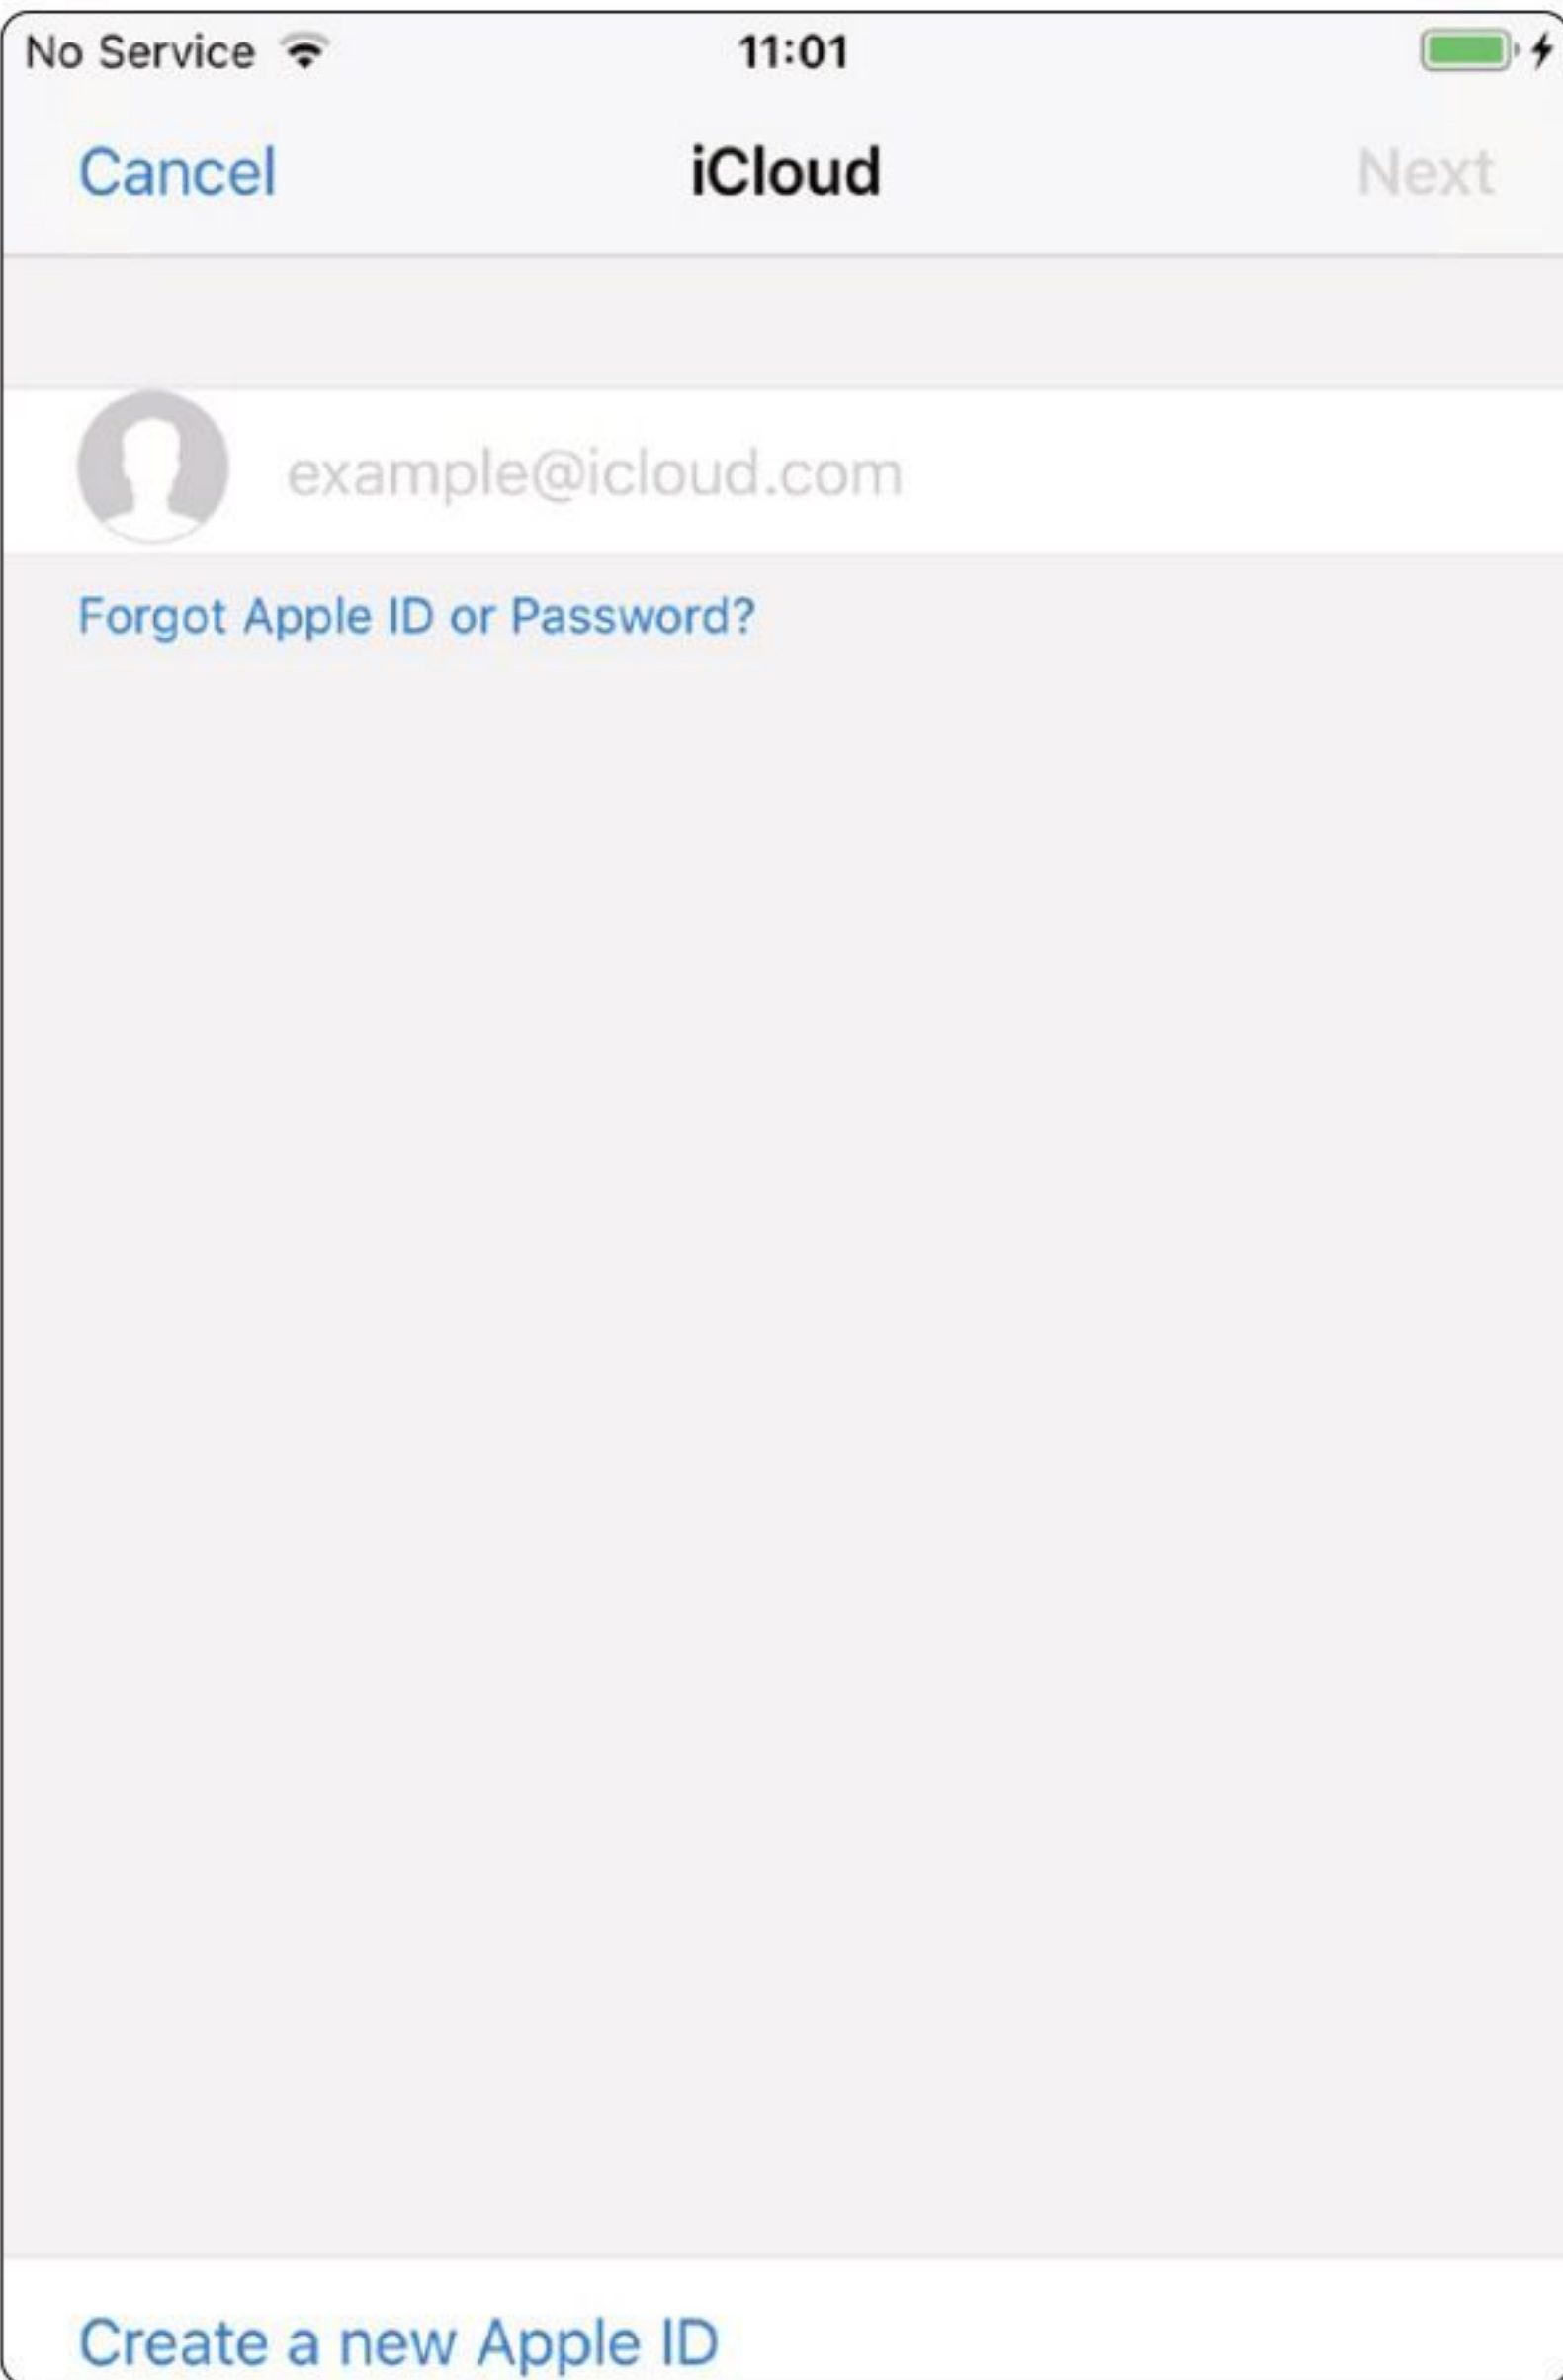 No Service 11:01
Cancel iCloud Next
example@icloud.com
Forgot Apple ID or Password?
Create a new Apple ID